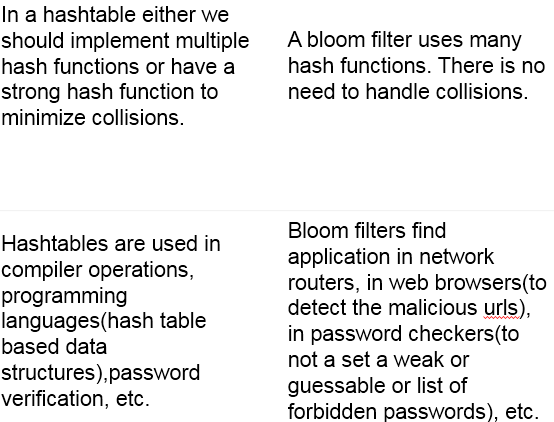 In a hashtable either we
should implement multiple
hash functions or have a
strong hash function to
minimize collisions.
A bloom filter uses many
hash functions. There is no
need to handle collisions.
Hashtables are used in
compiler operations,
programming
languages(hash table
based data
structures),password
verification, etc.
Bloom filters find
application in network
routers, in web browsers(to
detect the malicious urls),
in password checkers(to
not a set a weak or
guessable or list of
forbidden passwords), etc.